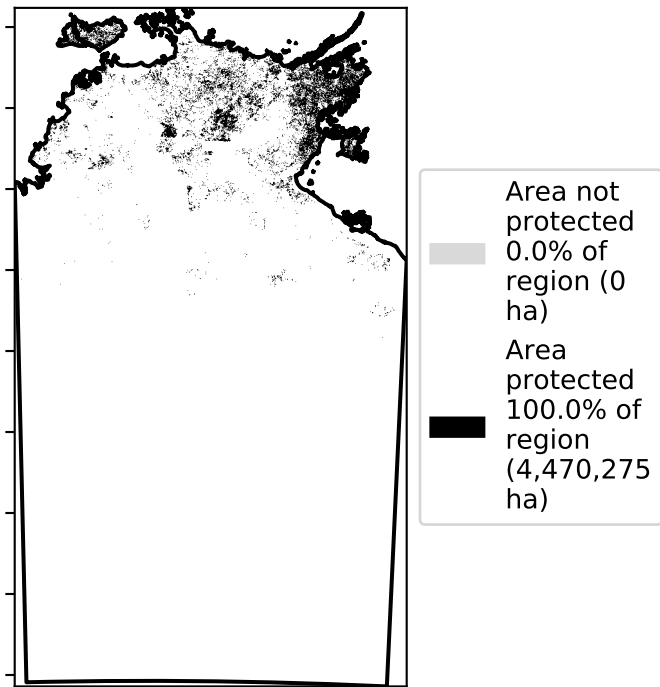 Area not
protected
0.0% of
region (0
ha)
Area
protected
100.0% of
region
(4,470,275
ha)